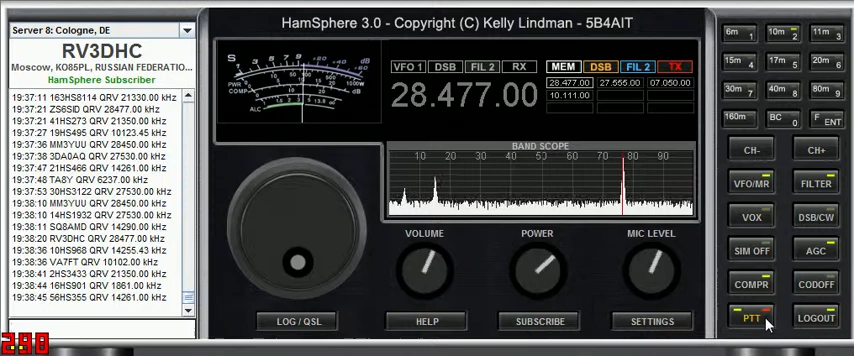 HamSphere 3.0 - Copyright (C) Kelly Lindman - 5B4AIT
Server 8: Cologne, DE
RV3DHC
Moscow, KO85PL, RUSSIAN FEDERATIO...
HamSphere Subscriber
19:37:11 163HS8114 QRV 21330.00 kHz
19:37:21 ZS6SID QRV 28477.00 kHz
19:37:21 41HS273 QRV 21350.00 kHz
19:37:27 19HS495 QRV 10123.45 kHz
19:37:36 MM3YUU QRV 28450.00 kHz
19:37:38 3DA0AQ QRV 27530.00 kHz
19:37:47 21HS466 QRV 14261.00 kHz
19:37:48 TA8Y QRV 6237.00 kHz
19:37:53 30HS3122 QRV 27530.00 kHz
19:38:10 MM3YUU QRV 28450.00 kHz
19:38:10 14HS1932 QRV 27530.00 kHz
19:38:11 SQ8AMD QRV 14290.00 kHz
19:38:20 RV3DHC QRV 28477.00 kHz
19:38:36 10HS968 QRV 14255.43 kHz
19:38:36 VA7FT QRV 10102.00 kHz
19:38:41 2HS3433 QRV 21350.00 kHz
19:38:44 16HS901 QRV 1861.00 kHz
19:38:45 56HS355 QRV 14261.00 kHz
298
S 1 3 5 7 9 +20 +40 +60 dB
PWR
COMP
ALC
VFO 1 DSB FIL 2 RX
28.477.00
MEM DSB FIL 2 TX
28.477.00 27.555.00 07.050.00
10.111.00
BAND SCOPE
10 20 30 40 50 60 70 80 90
VOLUME POWER MIC LEVEL
LOG / QSL HELP SUBSCRIBE SETTINGS
6m 1 10m 2 11m 3
15m 4 17m 5 20m 6
30m 7 40m 8 80m 9
160m . BC 0 F ENT
CH- CH+
VFO/MR FILTER
VOX DSB/CW
SIM OFF AGC
COMPR CODOFF
PTT LOGOUT